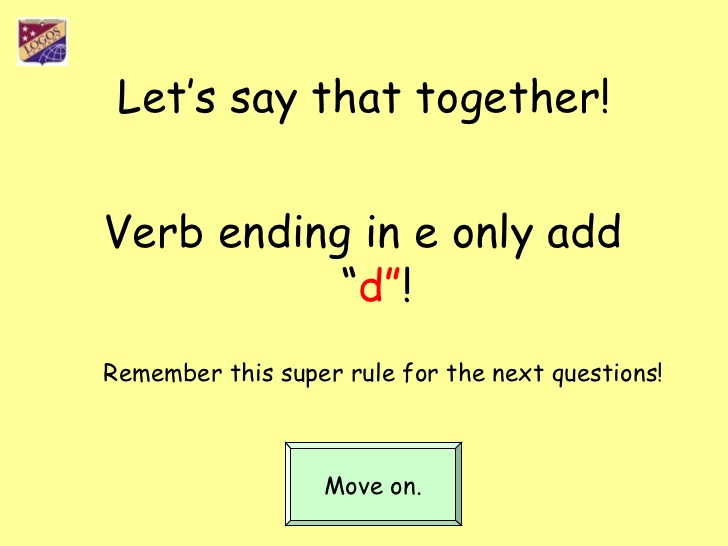 LOGOS
Let’s say that together!
Verb ending in e only add
“d”!
Remember this super rule for the next questions!
Move on.